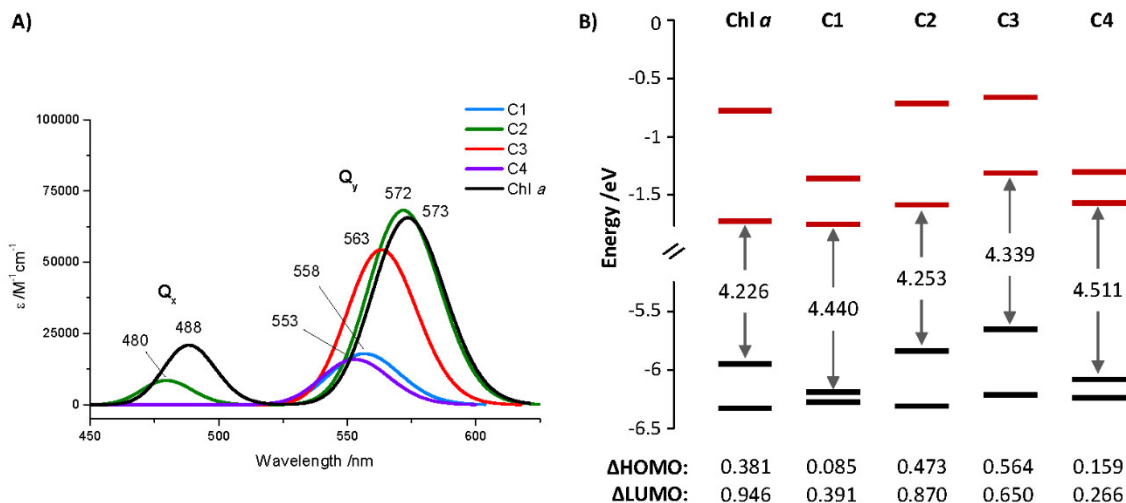 A)
C1
C2
C3
C4
Chl a
100000
75000
50000
25000
0
ε /M⁻¹ cm⁻¹
Qx
480
488
Qy
572
573
563
558
553
450
500
550
600
Wavelength /nm
B)
Chl a C1 C2 C3 C4
0
-0.5
-1
-1.5
-5.5
-6
-6.5
Energy /eV
4.226
4.440
4.253
4.339
4.511
ΔHOMO: 0.381 0.085 0.473 0.564 0.159
ΔLUMO: 0.946 0.391 0.870 0.650 0.266